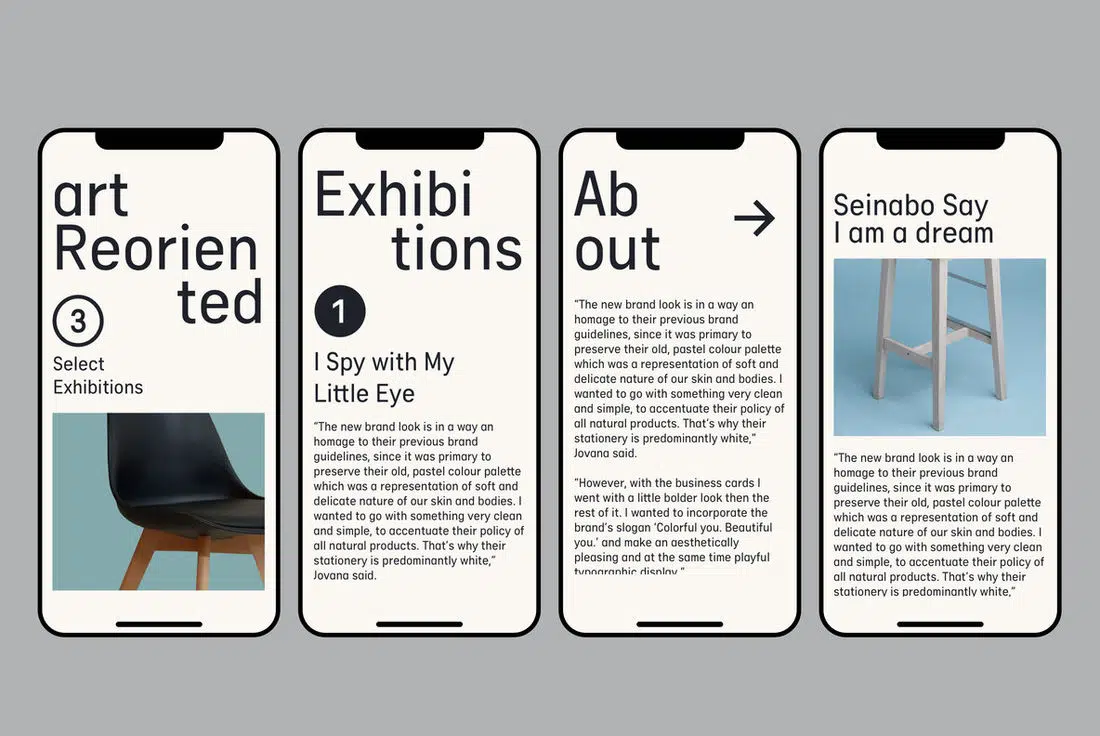 art
Reorien
ted
3
Select
Exhibitions
Exhibi
tions
1
I Spy with My
Little Eye
“The new brand look is in a way an
homage to their previous brand
guidelines, since it was primary to
preserve their old, pastel colour palette
which was a representation of soft and
delicate nature of our skin and bodies. I
wanted to go with something very clean
and simple, to accentuate their policy of
all natural products. That’s why their
stationery is predominantly white,”
Jovana said.
Ab
out
“The new brand look is in a way an
homage to their previous brand
guidelines, since it was primary to
preserve their old, pastel colour palette
which was a representation of soft and
delicate nature of our skin and bodies. I
wanted to go with something very clean
and simple, to accentuate their policy of
all natural products. That’s why their
stationery is predominantly white,”
Jovana said.
“However, with the business cards I
went with a little bolder look then the
rest of it. I wanted to incorporate the
brand’s slogan ‘Colorful you. Beautiful
you.’ and make an aesthetically
pleasing and at the same time playful
typographic display.”
Seinabo Say
I am a dream
“The new brand look is in a way an
homage to their previous brand
guidelines, since it was primary to
preserve their old, pastel colour palette
which was a representation of soft and
delicate nature of our skin and bodies. I
wanted to go with something very clean
and simple, to accentuate their policy of
all natural products. That’s why their
stationery is predominantly white,”